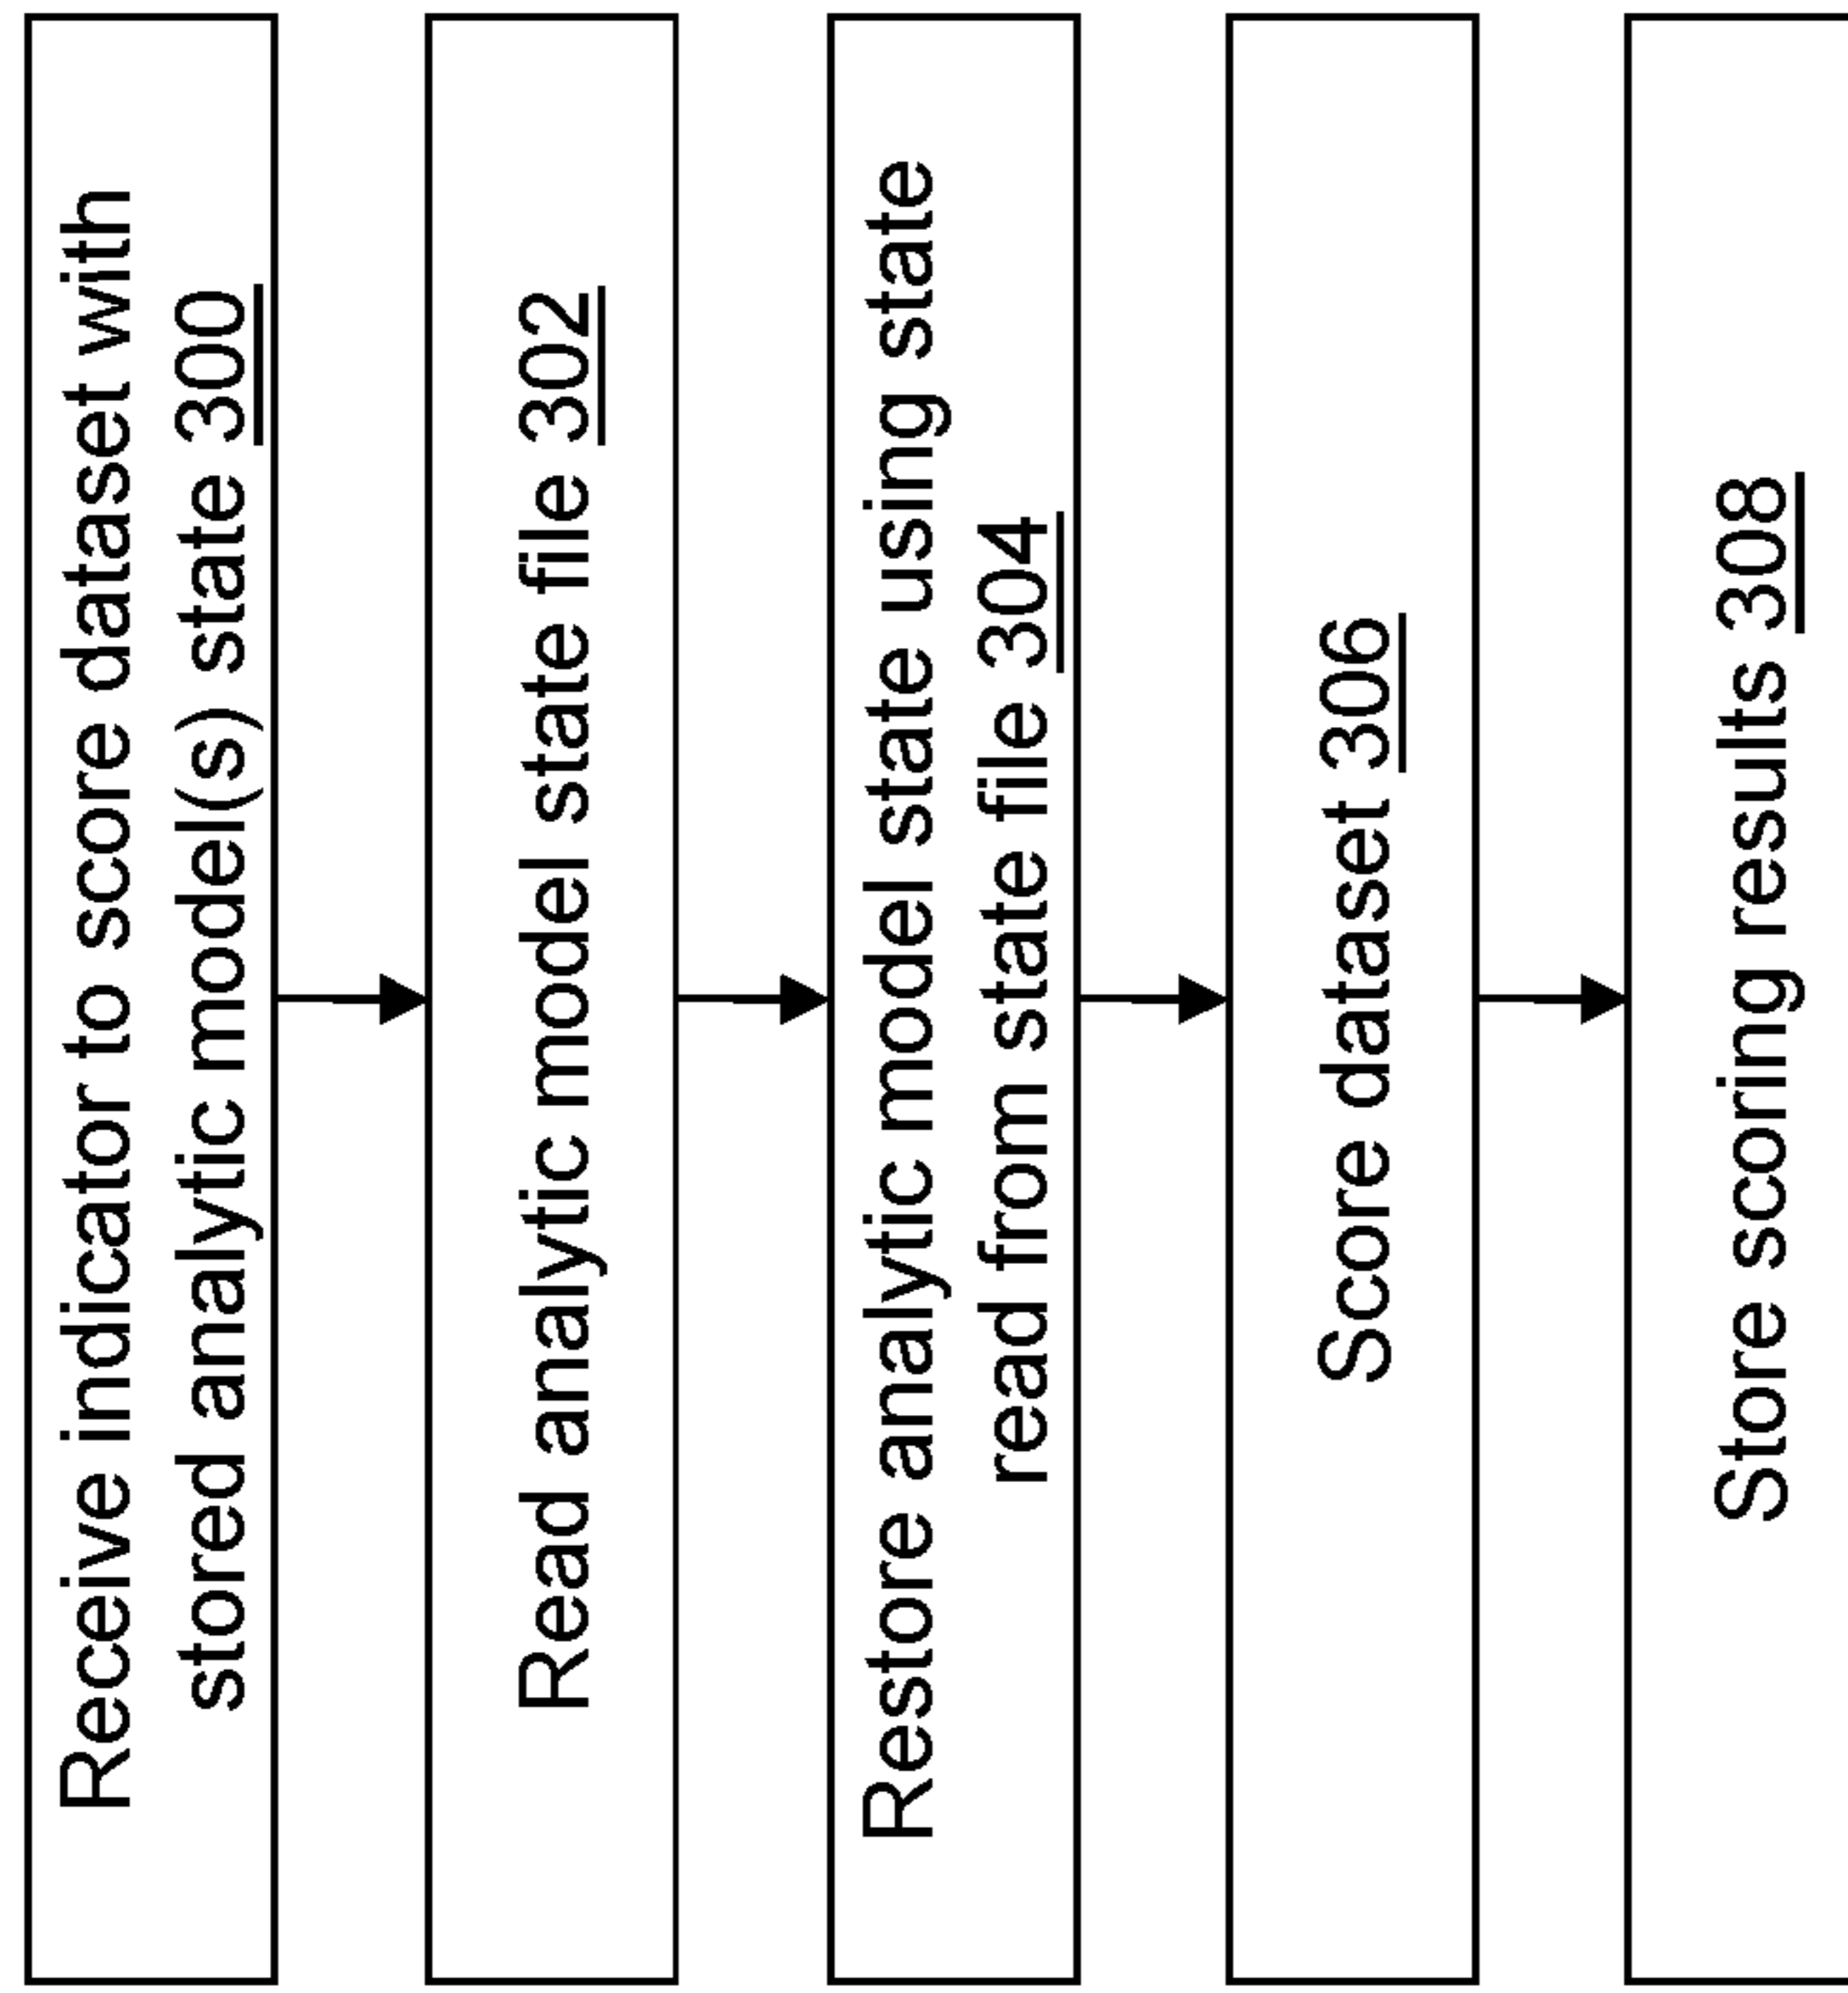 Receive indicator to score dataset with
stored analytic model(s) state 300
Read analytic model state file 302
Restore analytic model state using state
read from state file 304
Score dataset 306
Store scoring results 308